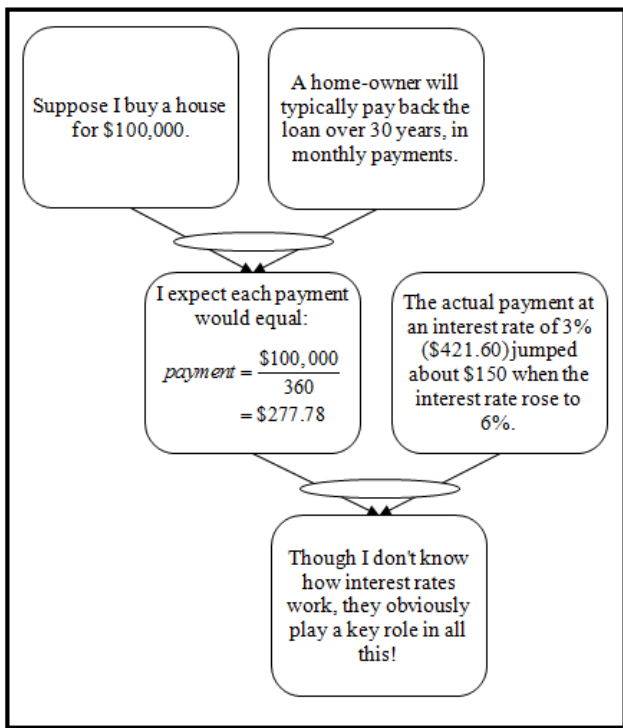 Suppose I buy a house
for $100,000.
A home-owner will
typically pay back the
loan over 30 years, in
monthly payments.
I expect each payment
would equal:
payment = $100,000
360
= $277.78
The actual payment at
an interest rate of 3%
($421.60) jumped
about $150 when the
interest rate rose to
6%.
Though I don't know
how interest rates
work, they obviously
play a key role in all
this!